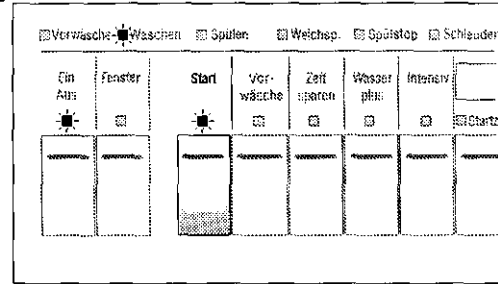 Vorwäsche Waschen Spülen Weichsp. Spülstop Schleuder
Ein Aus
Fenster
Start
Vor-
wäsche
Zeit
sparen
Wasser
plus
Intensiv
Startz